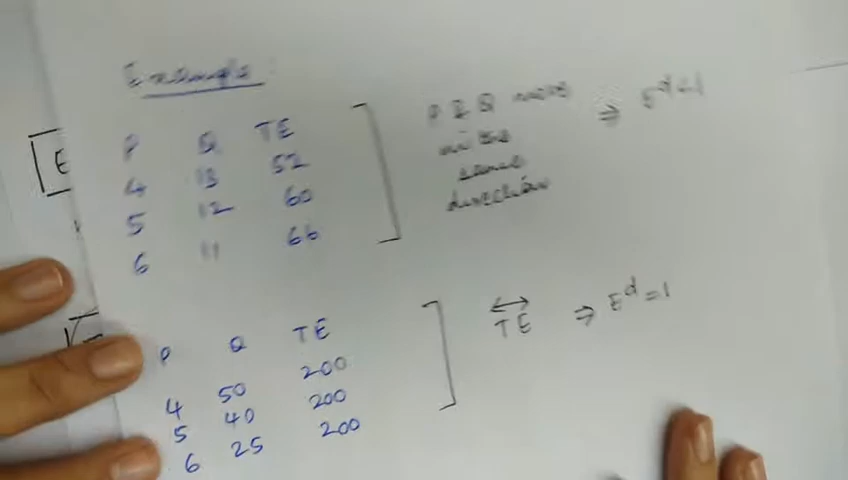 Example
P Q TE
4 13 52
5 12 60
6 11 66
P & Q move
in the
same
direction
⇒ E^d = 1
P Q TE
4 50 200
5 40 200
6 25 200
↔
TE ⇒ E^d = 1
E